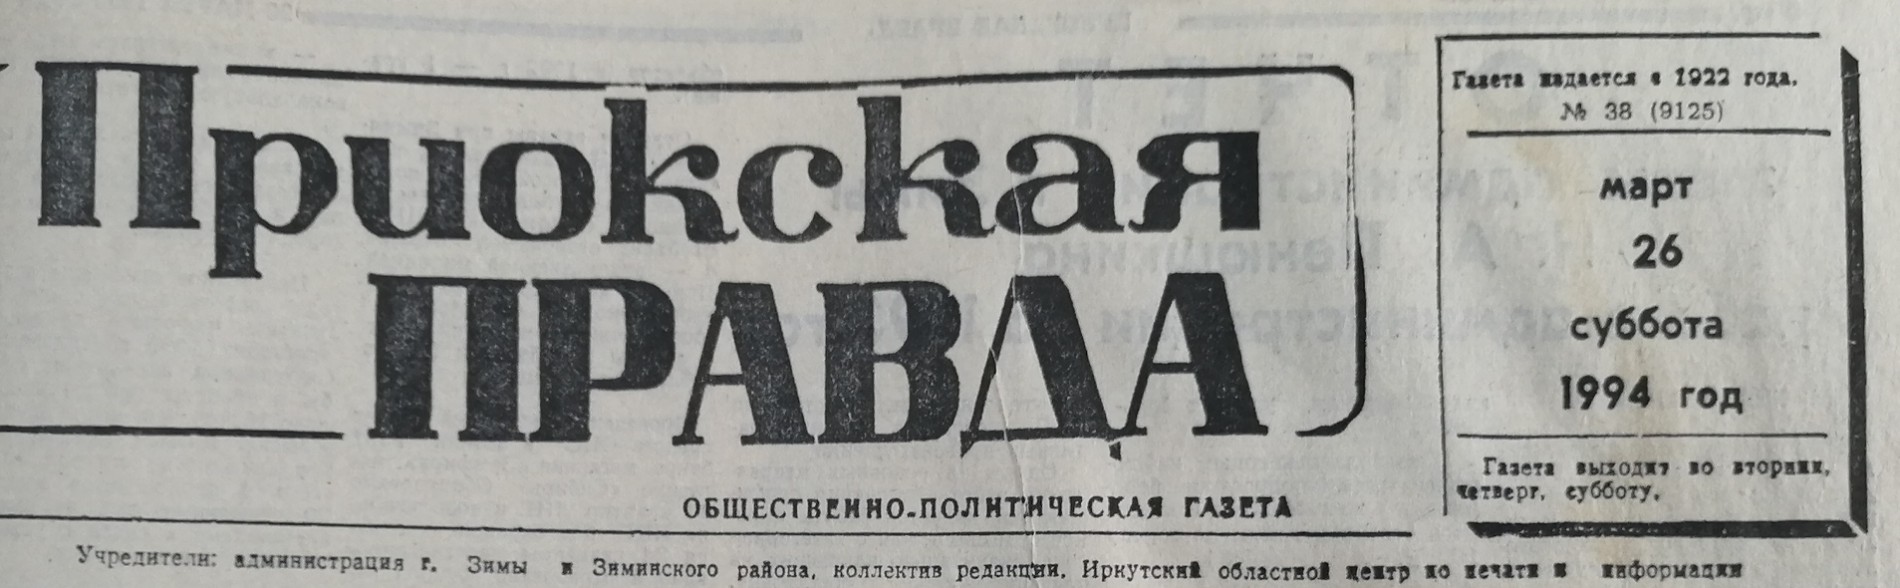 Приокская
ПРАВДА
ОБЩЕСТВЕННО-ПОЛИТИЧЕСКАЯ ГАЗЕТА
Газета издается с 1922 года.
№ 38 (9125)
март
26
суббота
1994 год
Газета выходит во вторник,
четверг, субботу.
Учредители: администрация г. Зимы и Зиминского района, коллектив редакции, Иркутский областной центр по печати и информации